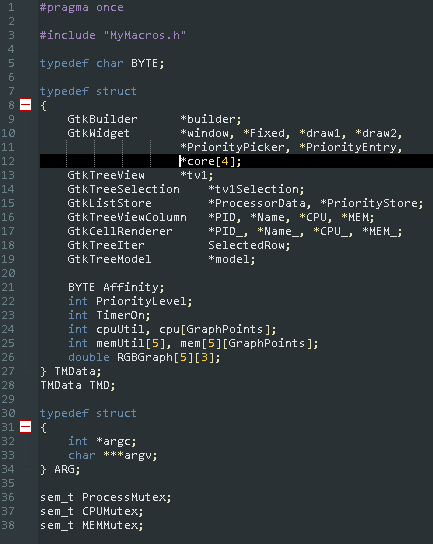 1 #pragma once
2
3 #include "MyMacros.h"
4
5 typedef char BYTE;
6
7 typedef struct
8 {
9     GtkBuilder      *builder;
10     GtkWidget       *window, *Fixed, *draw1, *draw2,
11                     *PriorityPicker, *PriorityEntry,
12                     *core[4];
13     GtkTreeView     *tv1;
14     GtkTreeSelection    *tv1Selection;
15     GtkListStore        *ProcessorData, *PriorityStore;
16     GtkTreeViewColumn   *PID, *Name, *CPU, *MEM;
17     GtkCellRenderer     *PID_, *Name_, *CPU_, *MEM_;
18     GtkTreeIter         SelectedRow;
19     GtkTreeModel        *model;
20
21     BYTE Affinity;
22     int PriorityLevel;
23     int TimerOn;
24     int cpuUtil, cpu[GraphPoints];
25     int memUtil[5], mem[5][GraphPoints];
26     double RGBGraph[5][3];
27 } TMData;
28 TMData TMD;
29
30 typedef struct
31 {
32     int *argc;
33     char ***argv;
34 } ARG;
35
36 sem_t ProcessMutex;
37 sem_t CPUMutex;
38 sem_t MEMMutex;